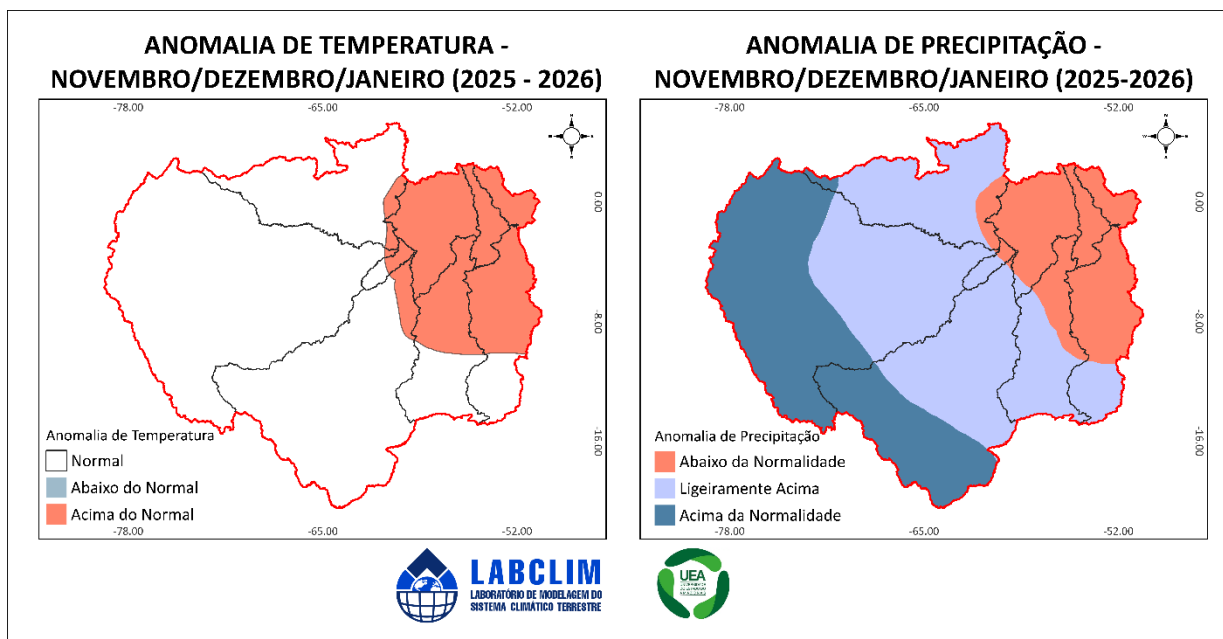 ANOMALIA DE TEMPERATURA -
NOVEMBRO/DEZEMBRO/JANEIRO (2025 - 2026)
-78.00 -65.00 -52.00
0.00
-8.00
-16.00
Anomalia de Temperatura
Normal
Abaixo do Normal
Acima do Normal
-78.00 -65.00 -52.00
ANOMALIA DE PRECIPITAÇÃO -
NOVEMBRO/DEZEMBRO/JANEIRO (2025-2026)
-78.00 -65.00 -52.00
0.00
-8.00
-16.00
Anomalia de Precipitação
Abaixo da Normalidade
Ligeiramente Acima
Acima da Normalidade
-78.00 -65.00 -52.00
LABCLIM
LABORATÓRIO DE MODELAGEM DO
SISTEMA CLIMÁTICO TERRESTRE
UEA